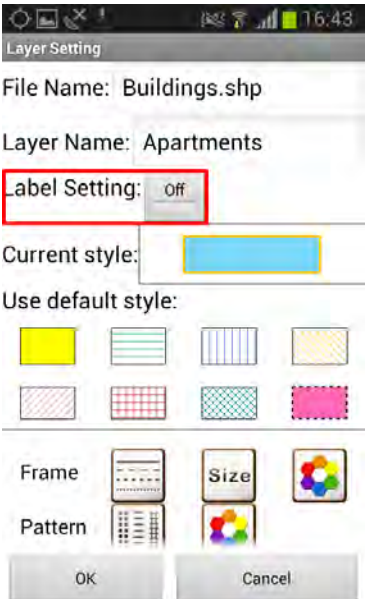 16:43
Layer Setting
File Name: Buildings.shp
Layer Name: Apartments
Label Setting: Off
Current style:
Use default style:
Frame Size
Pattern
OK Cancel